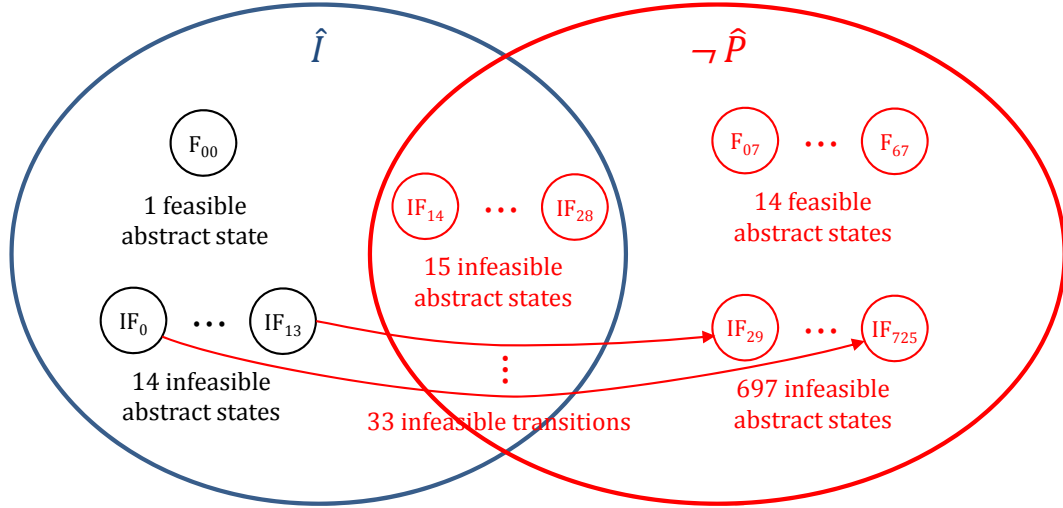 Î
¬ P̂
F₀₀
1 feasible
abstract state
IF₁₄ ... IF₂₈
15 infeasible
abstract states
F₀₇ ... F₆₇
14 feasible
abstract states
IF₀ ... IF₁₃
14 infeasible
abstract states
33 infeasible transitions
IF₂₉ ... IF₇₂₅
697 infeasible
abstract states